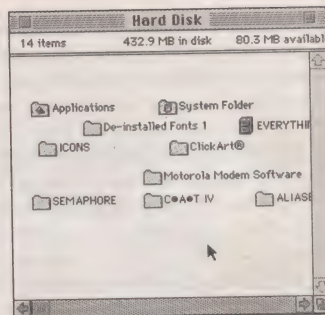 Hard Disk
14 items 432.9 MB in disk 80.3 MB availabl
Applications System Folder
De-installed Fonts 1 EVERYTHI
ICONS ClickArt®
Motorola Modem Software
SEMAPHORE C●A●T IV ALIASE